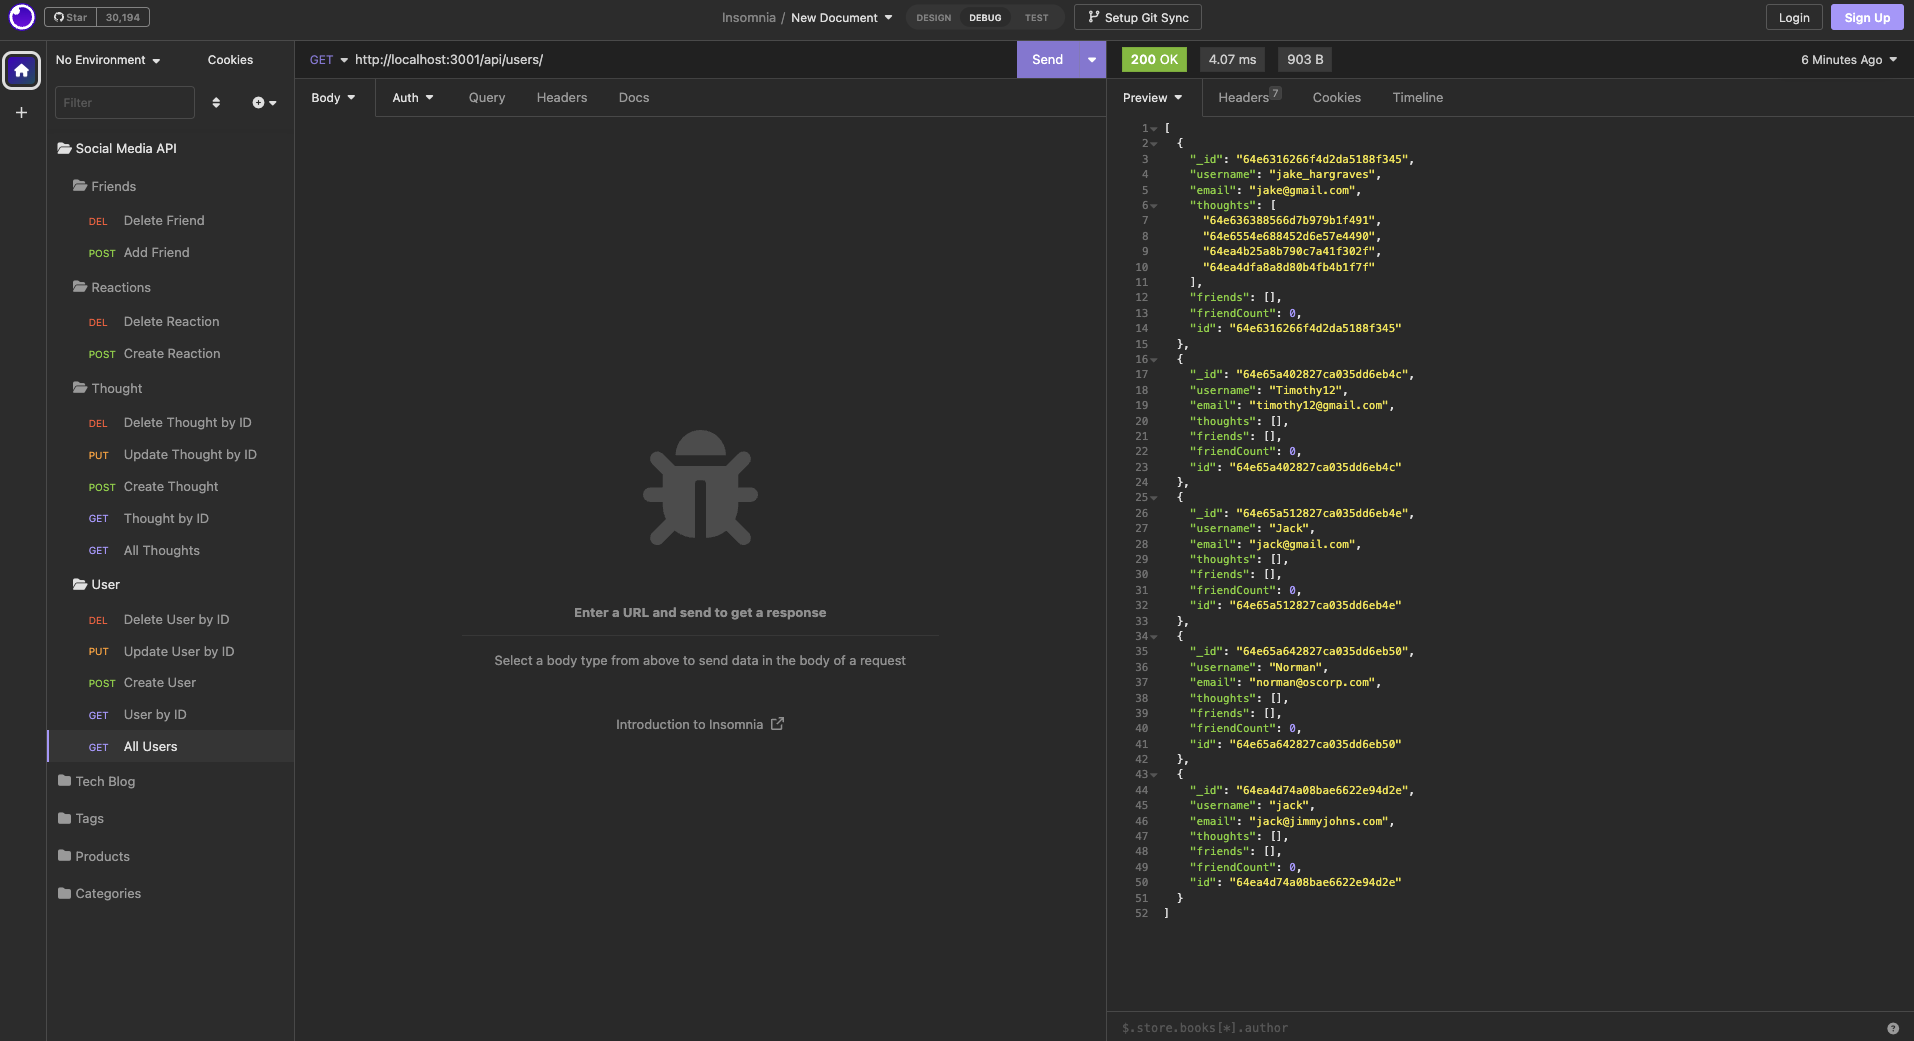 Star 30,194
Insomnia / New Document
DESIGN DEBUG TEST
Setup Git Sync
Login
Sign Up
No Environment
Cookies
Filter
Social Media API
Friends
DEL Delete Friend
POST Add Friend
Reactions
DEL Delete Reaction
POST Create Reaction
Thought
DEL Delete Thought by ID
PUT Update Thought by ID
POST Create Thought
GET Thought by ID
GET All Thoughts
User
DEL Delete User by ID
PUT Update User by ID
POST Create User
GET User by ID
GET All Users
Tech Blog
Tags
Products
Categories
GET http://localhost:3001/api/users/
Send
Body Auth Query Headers Docs
Enter a URL and send to get a response
Select a body type from above to send data in the body of a request
Introduction to Insomnia
200 OK 4.07 ms 903 B 6 Minutes Ago
Preview Headers 7 Cookies Timeline
1 [
2 {
3 "_id": "64e6316266f4d2da5188f345",
4 "username": "jake_hargraves",
5 "email": "jake@gmail.com",
6 "thoughts": [
7 "64e636388566d7b979b1f491",
8 "64e6554e688452d6e57e4490",
9 "64ea4b25a8b790c7a41f302f",
10 "64ea4dfa8a8d80b4fb4b1f7f"
11 ],
12 "friends": [],
13 "friendCount": 0,
14 "id": "64e6316266f4d2da5188f345"
15 },
16 {
17 "_id": "64e65a402827ca035dd6eb4c",
18 "username": "Timothy12",
19 "email": "timothy12@gmail.com",
20 "thoughts": [],
21 "friends": [],
22 "friendCount": 0,
23 "id": "64e65a402827ca035dd6eb4c"
24 },
25 {
26 "_id": "64e65a512827ca035dd6eb4e",
27 "username": "Jack",
28 "email": "jack@gmail.com",
29 "thoughts": [],
30 "friends": [],
31 "friendCount": 0,
32 "id": "64e65a512827ca035dd6eb4e"
33 },
34 {
35 "_id": "64e65a642827ca035dd6eb50",
36 "username": "Norman",
37 "email": "norman@oscorp.com",
38 "thoughts": [],
39 "friends": [],
40 "friendCount": 0,
41 "id": "64e65a642827ca035dd6eb50"
42 },
43 {
44 "_id": "64ea4d74a08bae6622e94d2e",
45 "username": "jack",
46 "email": "jack@jimmyjohns.com",
47 "thoughts": [],
48 "friends": [],
49 "friendCount": 0,
50 "id": "64ea4d74a08bae6622e94d2e"
51 }
52 ]
$.store.books[*].author